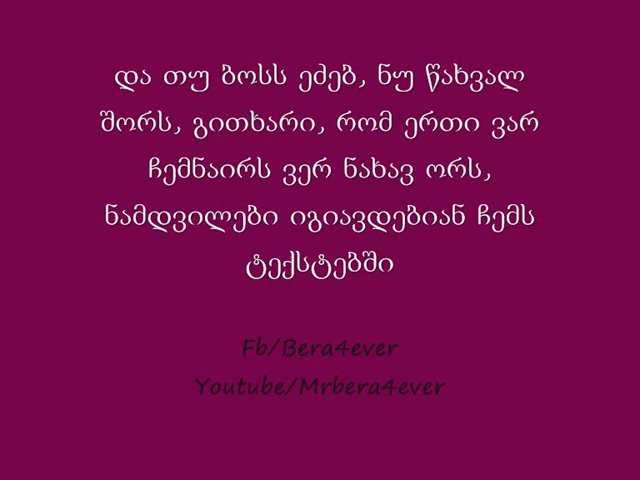 და თუ ბოსს ეძებ, ნუ წახვალ
შორს, გითხარი, რომ ერთი ვარ
ჩემნაირს ვერ ნახავ ორს,
ნამდვილები იგიავდებიან ჩემს
ტექსტებში
Fb/Bera4ever
Youtube/Mrbera4ever